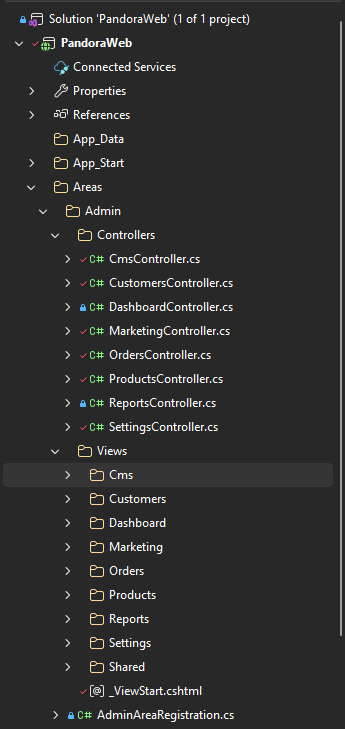 Solution 'PandoraWeb' (1 of 1 project)
PandoraWeb
Connected Services
Properties
References
App_Data
App_Start
Areas
Admin
Controllers
C# CmsController.cs
C# CustomersController.cs
C# DashboardController.cs
C# MarketingController.cs
C# OrdersController.cs
C# ProductsController.cs
C# ReportsController.cs
C# SettingsController.cs
Views
Cms
Customers
Dashboard
Marketing
Orders
Products
Reports
Settings
Shared
[@] _ViewStart.cshtml
C# AdminAreaRegistration.cs